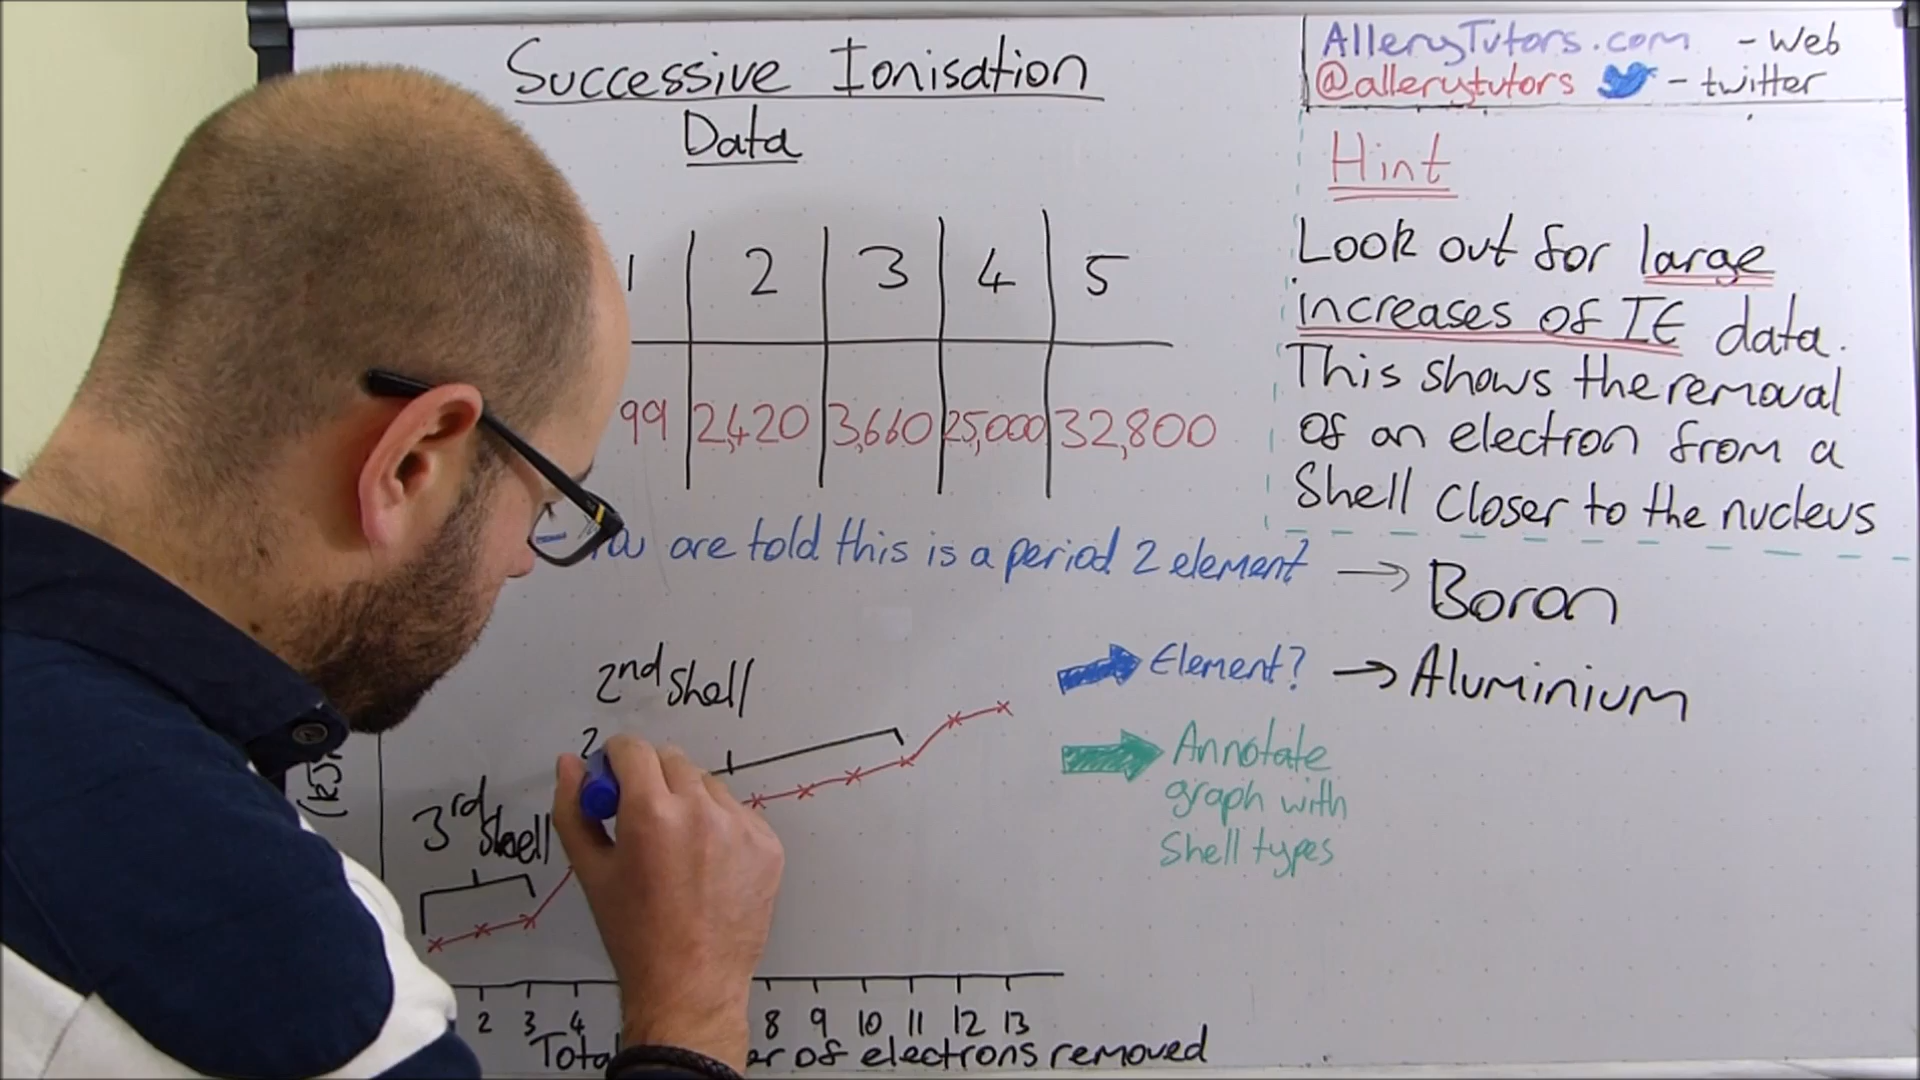 Successive Ionisation
Data
AlleryTutors.com - Web
@allerytutors - twitter
Hint
Look out for large
increases of IE data.
This shows the removal
of an electron from a
Shell Closer to the nucleus
1 2 3 4 5
99 2,420 3,660 25,000 32,800
are told this is a period 2 element?
Boron
Element? Aluminium
Annotate
graph with
Shell types
2nd shell
2
3rd Shell
2 3 4 8 9 10 11 12 13
of electrons removed